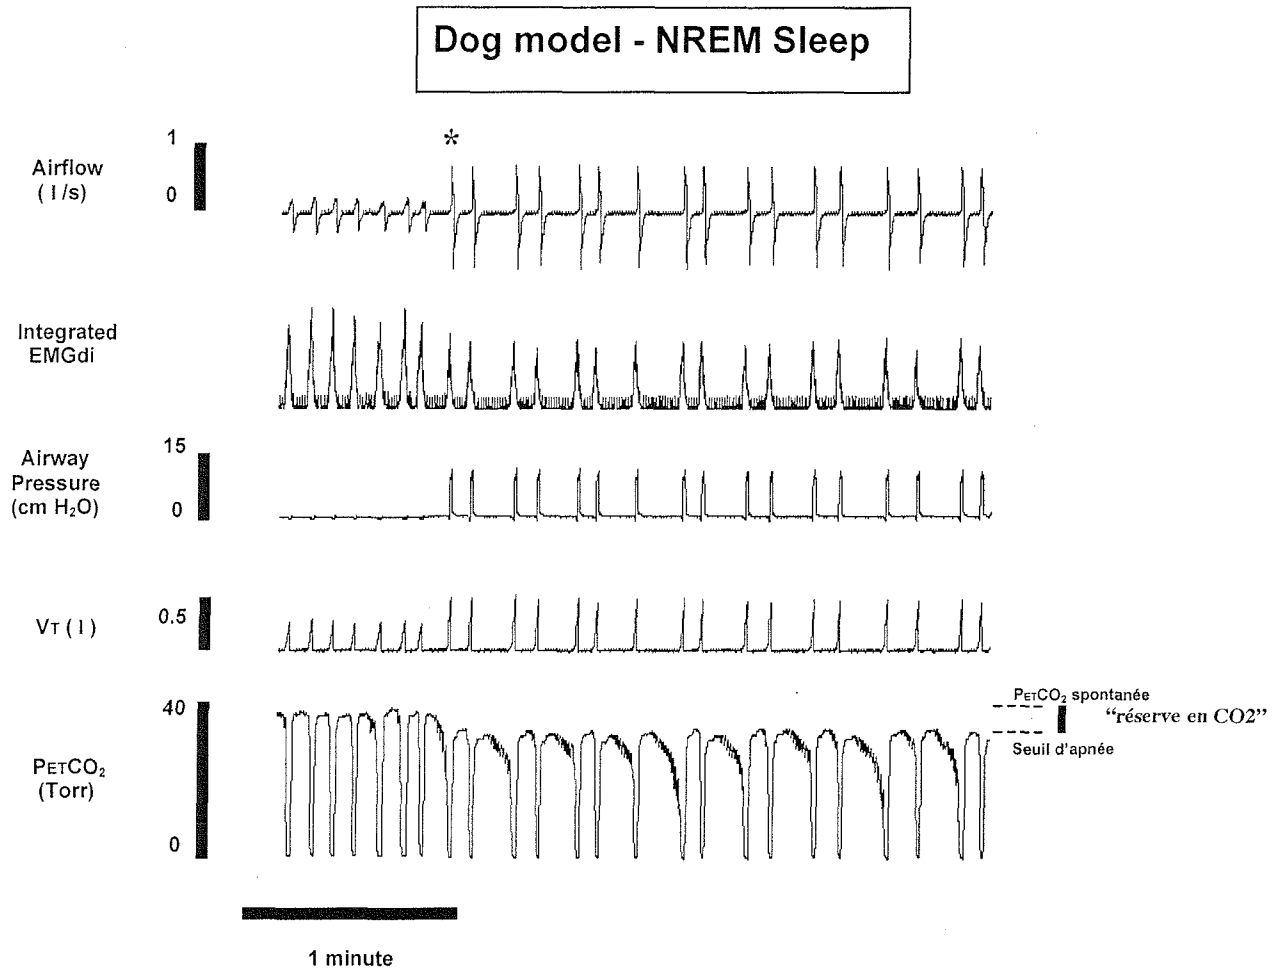 Dog model - NREM Sleep
*
1
Airflow
( l /s)
0
Integrated
EMGdi
15
Airway
Pressure
(cm H₂O)
0
0.5
VT ( l )
40
PETCO₂ spontanée
"réserve en CO2"
Seuil d'apnée
PETCO₂
(Torr)
0
1 minute